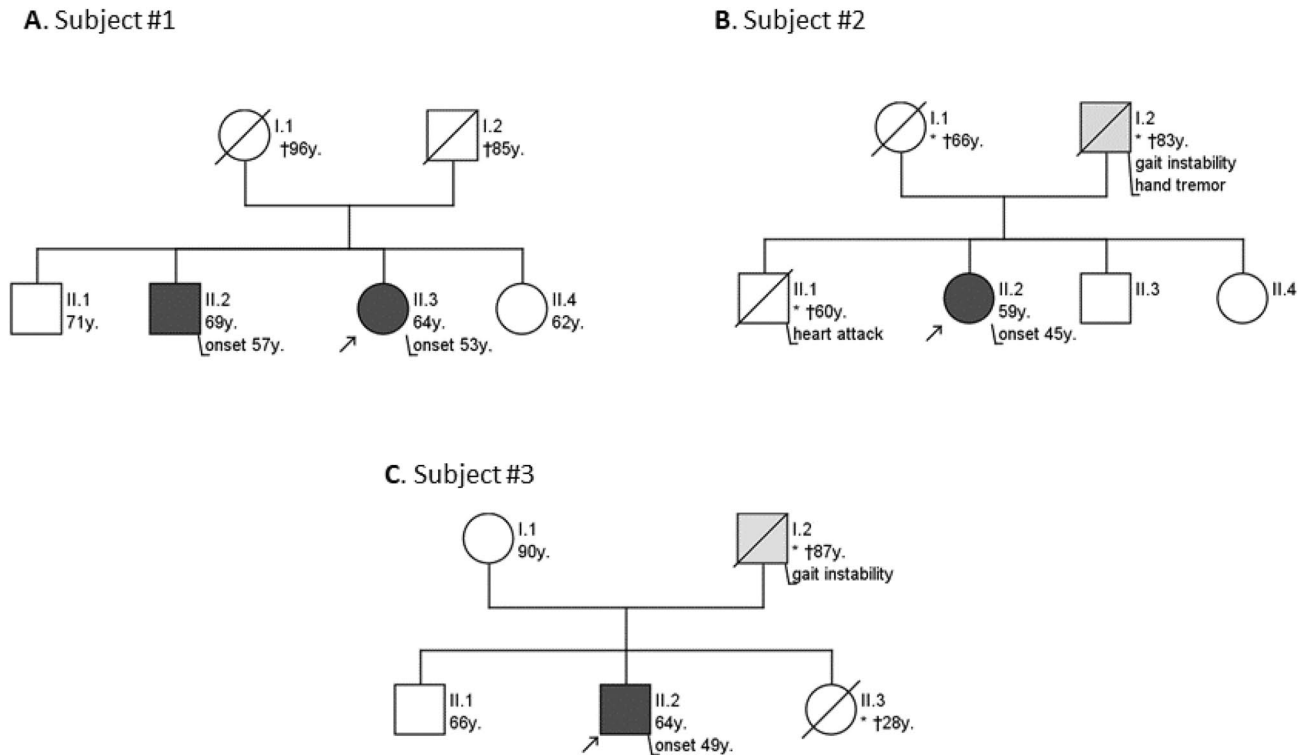 A. Subject #1
I.1
†96y.
I.2
†85y.
II.1
71y.
II.2
69y.
onset 57y.
II.3
64y.
onset 53y.
II.4
62y.
B. Subject #2
I.1
* †66y.
I.2
* †83y.
gait instability
hand tremor
II.1
* †60y.
heart attack
II.2
59y.
onset 45y.
II.3
II.4
C. Subject #3
I.1
90y.
I.2
* †87y.
gait instability
II.1
66y.
II.2
64y.
onset 49y.
II.3
* †28y.